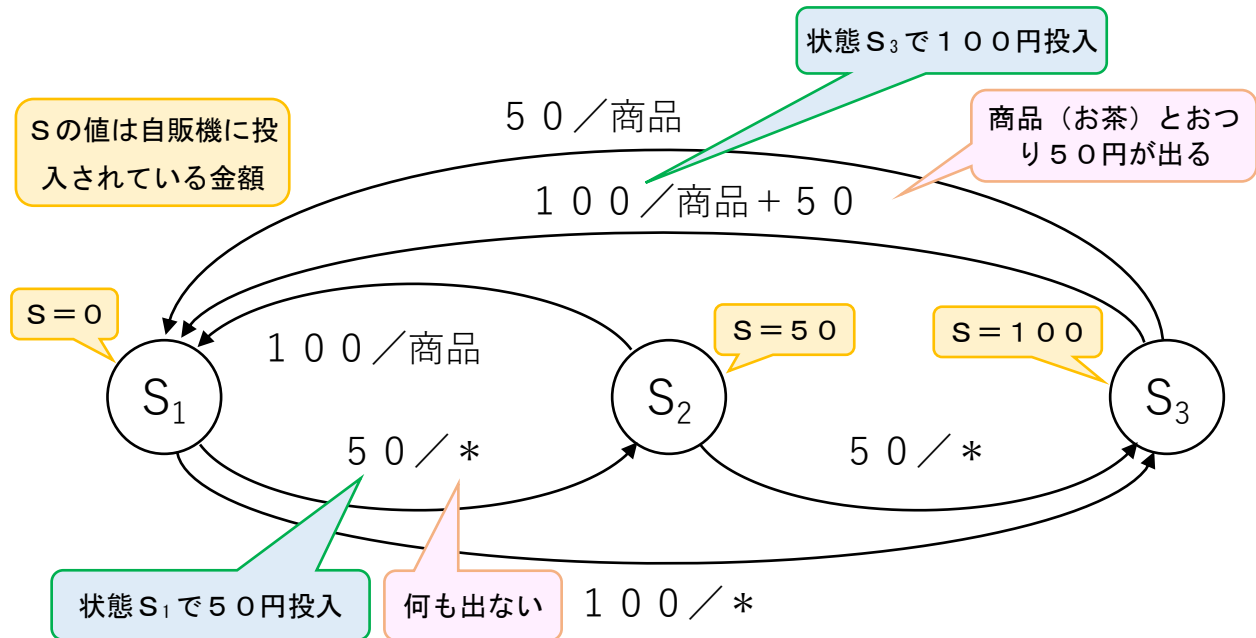 状態S₃で１００円投入
Sの値は自販機に投
入されている金額
５０／商品
商品（お茶）とおつ
り５０円が出る
１００／商品＋５０
S＝０
１００／商品
S＝５０
S＝１００
S₁
S₂
S₃
５０／＊
５０／＊
状態S₁で５０円投入
何も出ない
１００／＊